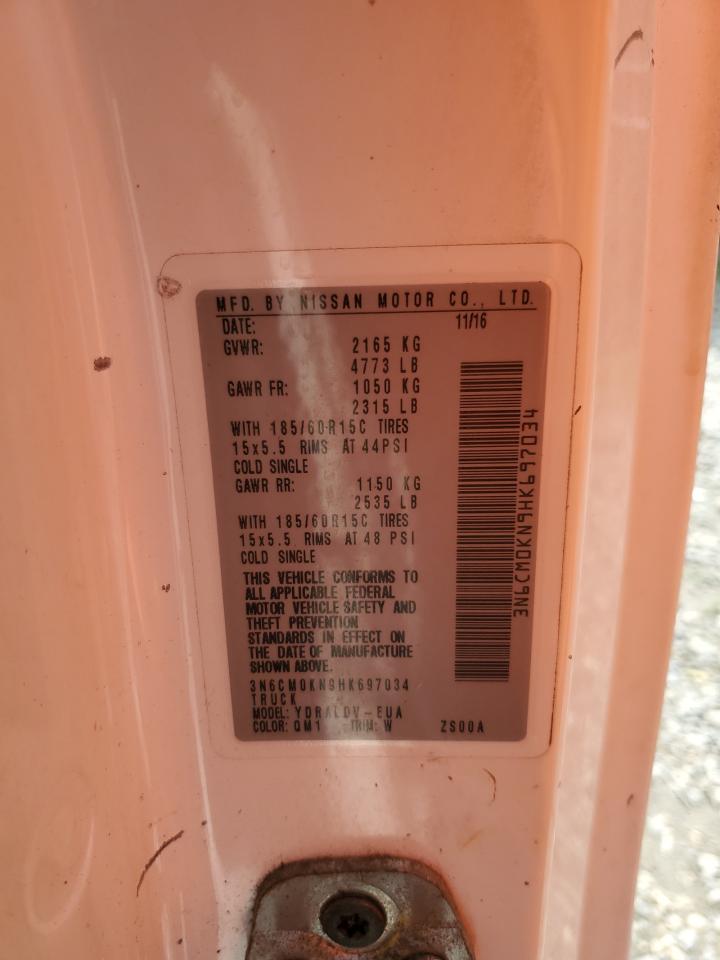 MFD. BY NISSAN MOTOR CO., LTD.
DATE: 11/16
GVWR: 2165 KG
4773 LB
GAWR FR: 1050 KG
2315 LB
WITH 185/60R15C TIRES
15x5.5 RIMS AT 44PSI
COLD SINGLE
GAWR RR: 1150 KG
2535 LB
WITH 185/60R15C TIRES
15x5.5 RIMS AT 48 PSI
COLD SINGLE
THIS VEHICLE CONFORMS TO
ALL APPLICABLE FEDERAL
MOTOR VEHICLE SAFETY AND
THEFT PREVENTION
STANDARDS IN EFFECT ON
THE DATE OF MANUFACTURE
SHOWN ABOVE.
3N6CM0KN9HK697034
TRUCK
MODEL: YDRALDV-EUA
COLOR: QM1 TRIM: W ZS00A
3N6CM0KN9HK697034